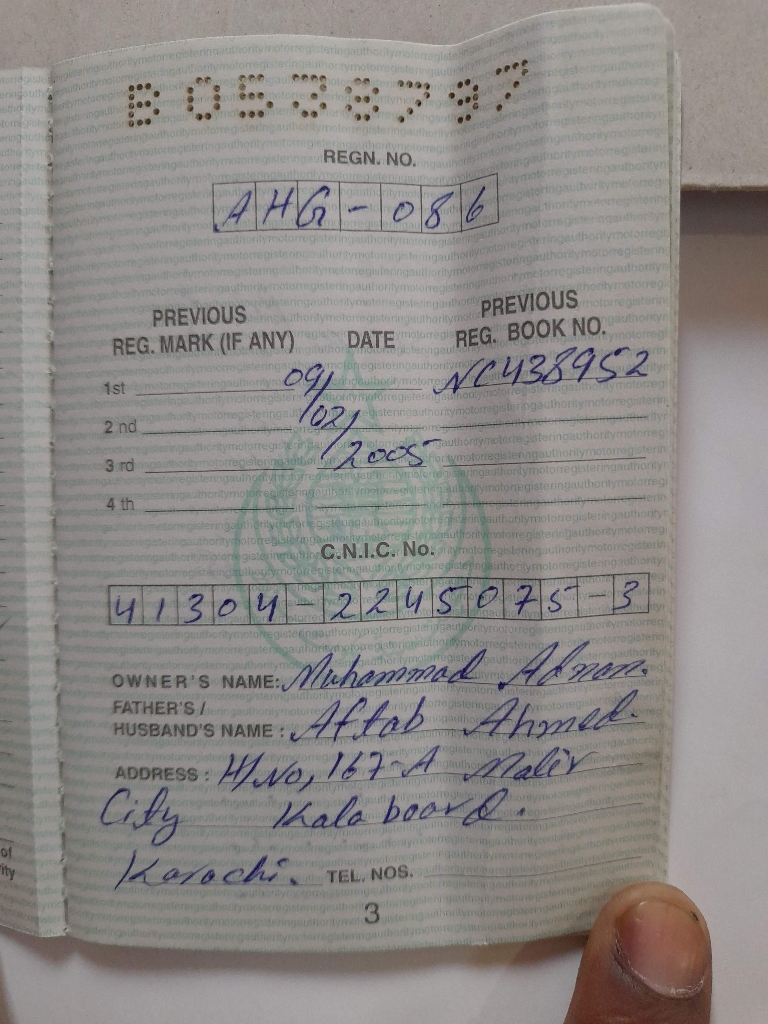 B0538797
REGN. NO.
AHG-086
PREVIOUS REG. MARK (IF ANY) DATE PREVIOUS REG. BOOK NO.
1st 09/ NC438952
2 nd 02/
3 rd 2005
4 th
C.N.I.C. No.
41304-2245075-3
OWNER'S NAME: Muhammad Adnan.
FATHER'S /
HUSBAND'S NAME : Aftab Ahmed.
ADDRESS : H/No, 167-A Malir
City Kala board.
Karachi. TEL. NOS.
3